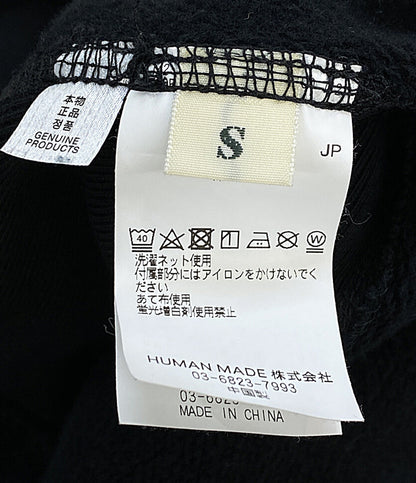 本物
正品
정품
GENUINE
PRODUCTS
S
JP
40
洗濯ネット使用
付属部分にはアイロンをかけないでく
ださい
あて布使用
蛍光増白剤使用禁止
HUMAN MADE 株式会社
03-6823-7993
中国製
03-6823
MADE IN CHINA